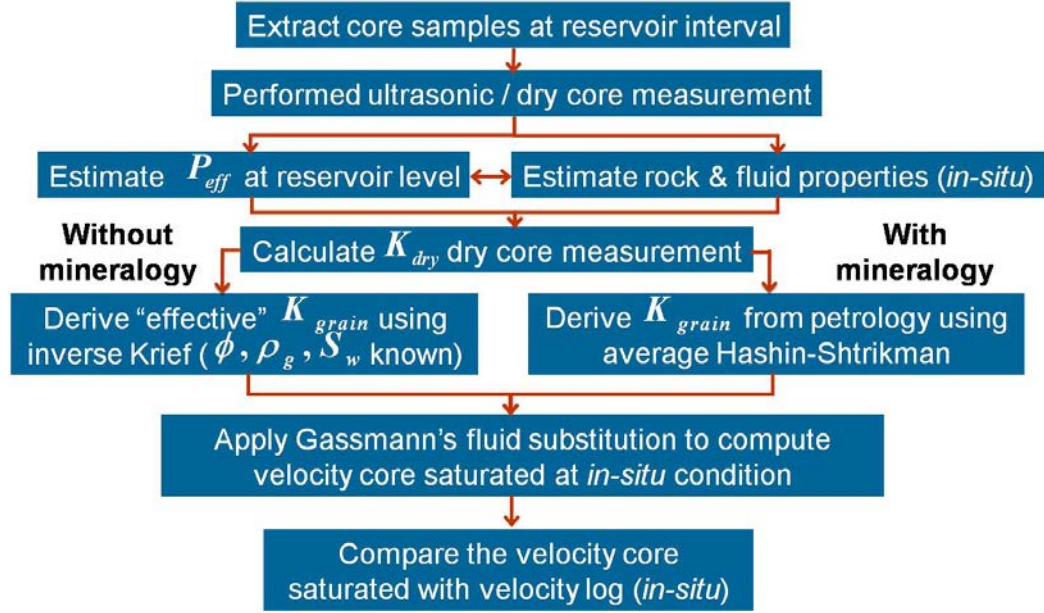 Extract core samples at reservoir interval
Performed ultrasonic / dry core measurement
Estimate P_eff at reservoir level
Estimate rock & fluid properties (in-situ)
Without
mineralogy
Calculate K_dry dry core measurement
With
mineralogy
Derive “effective” K_grain using
inverse Krief (ϕ, ρ_g, S_w known)
Derive K_grain from petrology using
average Hashin-Shtrikman
Apply Gassmann’s fluid substitution to compute
velocity core saturated at in-situ condition
Compare the velocity core
saturated with velocity log (in-situ)